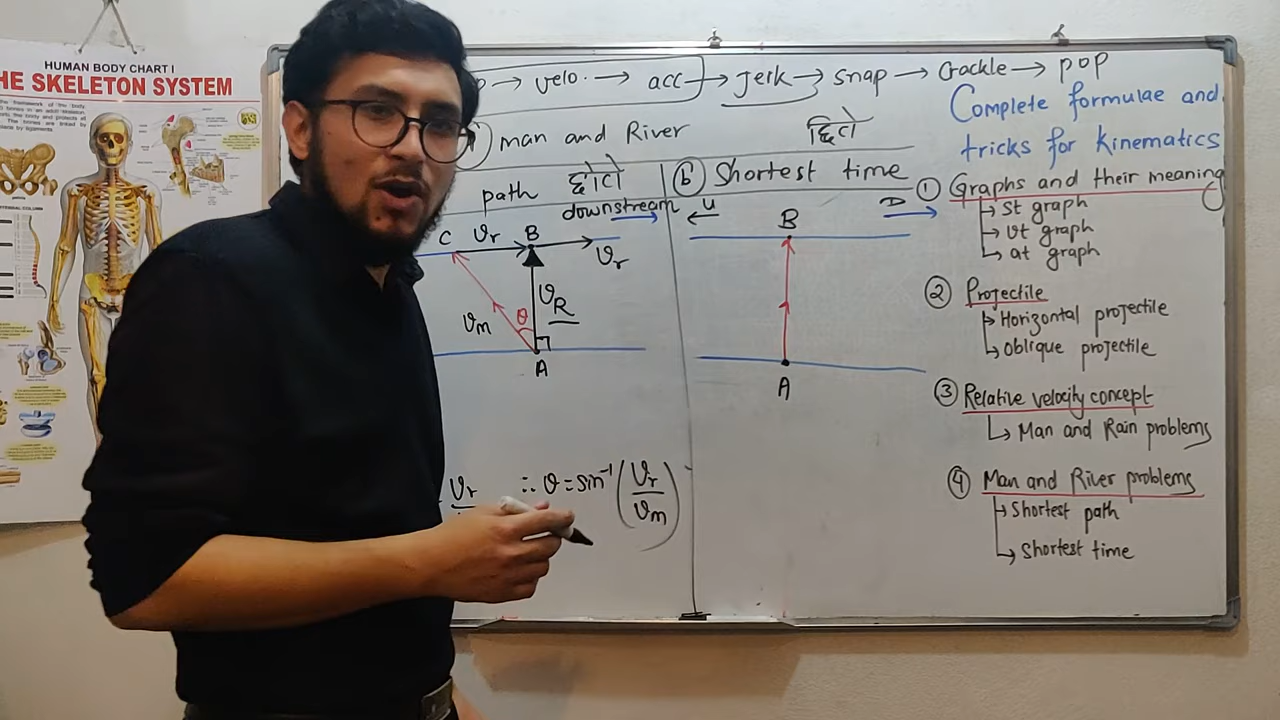 HUMAN BODY CHART I
HE SKELETON SYSTEM
p → velo. → acc → Jerk → snap → Crackle → pop
man and River
छिटो
path छोटो
downstream
C
vr
B
vr
vR
vm
θ
A
vr
∴ θ = sin⁻¹ (vr/vm)
(b) Shortest time
u
D
B
A
Complete formulae and
tricks for kinematics
① Graphs and their meaning
st graph
vt graph
at graph
② Projectile
Horizontal projectile
Oblique projectile
③ Relative velocity concept
Man and Rain problems
④ Man and River problems
Shortest path
Shortest time